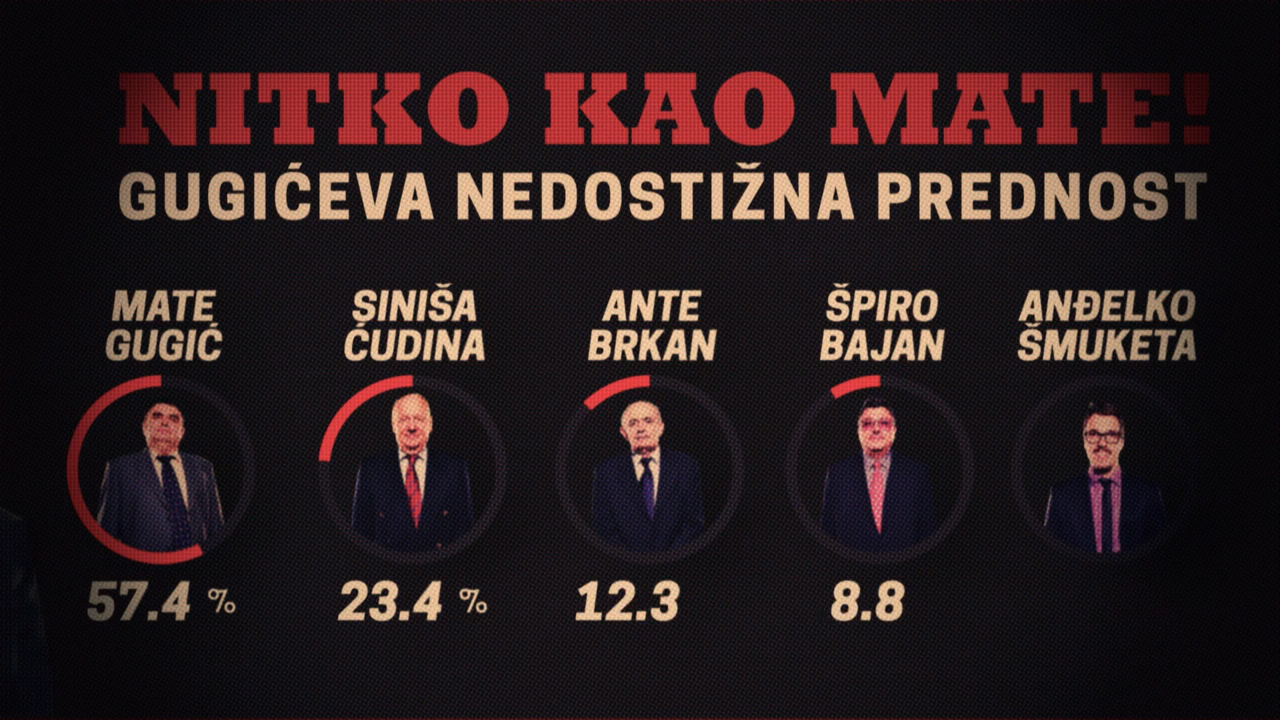 NITKO KAO MATE!
GUGIĆEVA NEDOSTIŽNA PREDNOST
MATE
GUGIĆ
SINIŠA
ĆUDINA
ANTE
BRKAN
ŠPIRO
BAJAN
ANĐELKO
ŠMUKETA
57.4 %
23.4 %
12.3
8.8